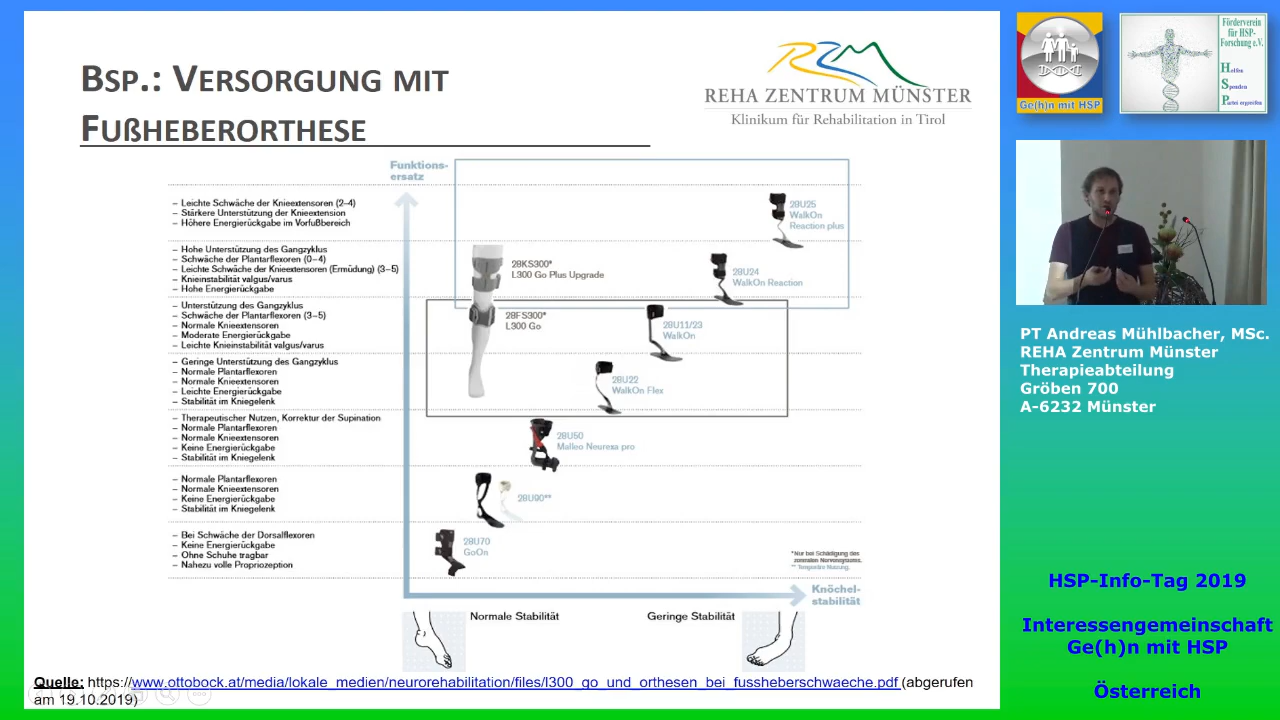 BSP.: VERSORGUNG MIT
FUßHEBERORTHESE
REHA ZENTRUM MÜNSTER
Klinikum für Rehabilitation in Tirol
Funktions-
ersatz
– Leichte Schwäche der Knieextensoren (2–4)
– Stärkere Unterstützung der Knieextension
– Höhere Energierückgabe im Vorfußbereich
28U25
WalkOn
Reaction plus
– Hohe Unterstützung des Gangzyklus
– Schwäche der Plantarflexoren (0–4)
– Leichte Schwäche der Knieextensoren (Ermüdung) (3–5)
– Knieinstabilität valgus/varus
– Hohe Energierückgabe
28KS300*
L300 Go Plus Upgrade
28U24
WalkOn Reaction
– Unterstützung des Gangzyklus
– Schwäche der Plantarflexoren (3–5)
– Normale Knieextensoren
– Moderate Energierückgabe
– Leichte Knieinstabilität valgus/varus
28FS300*
L300 Go
28U11/23
WalkOn
– Geringe Unterstützung des Gangzyklus
– Normale Plantarflexoren
– Normale Knieextensoren
– Leichte Energierückgabe
– Stabilität im Kniegelenk
28U22
WalkOn Flex
– Therapeutischer Nutzen, Korrektur der Supination
– Normale Plantarflexoren
– Normale Knieextensoren
– Keine Energierückgabe
– Stabilität im Kniegelenk
28U50
Malleo Neurexa pro
– Normale Plantarflexoren
– Normale Knieextensoren
– Keine Energierückgabe
– Stabilität im Kniegelenk
28U90**
– Bei Schwäche der Dorsalflexoren
– Keine Energierückgabe
– Ohne Schuhe tragbar
– Nahezu volle Propriozeption
28U70
GoOn
*Nur bei Schädigung des
zentralen Nervensystems.
** Temporäre Nutzung.
Knöchel-
stabilität
Normale Stabilität
Geringe Stabilität
Quelle: https://www.ottobock.at/media/lokale_medien/neurorehabilitation/files/l300_go_und_orthesen_bei_fussheberschwaeche.pdf (abgerufen
am 19.10.2019)
Ge(h)n mit HSP
Förderverein
für HSP-
Forschung e.V.
Helfen
Spenden
Partei ergreifen
PT Andreas Mühlbacher, MSc.
REHA Zentrum Münster
Therapieabteilung
Gröben 700
A-6232 Münster
HSP-Info-Tag 2019
Interessengemeinschaft
Ge(h)n mit HSP
Österreich